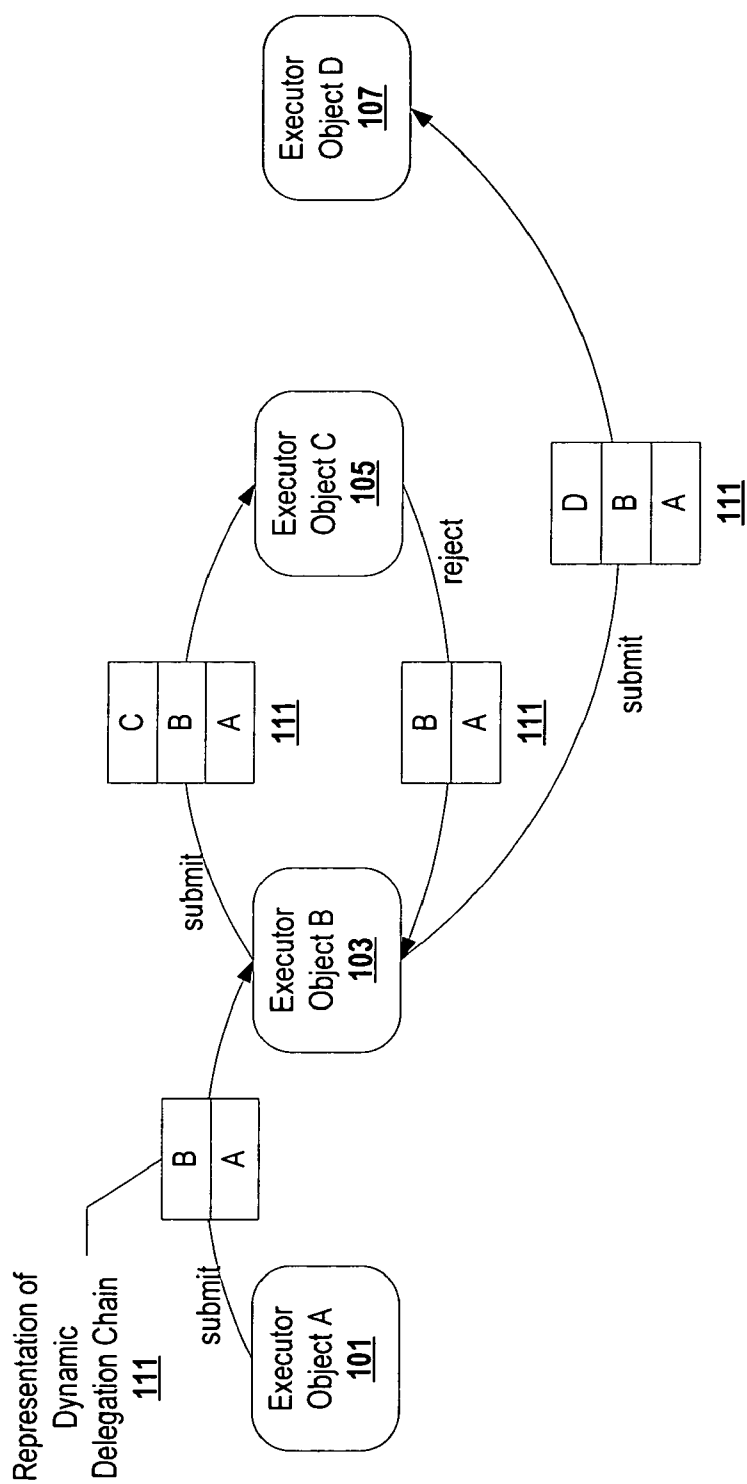 Representation of
Dynamic
Delegation Chain
111
Executor
Object A
101
submit
B
A
Executor
Object B
103
submit
C
B
A
111
Executor
Object C
105
reject
B
A
111
submit
D
B
A
111
Executor
Object D
107